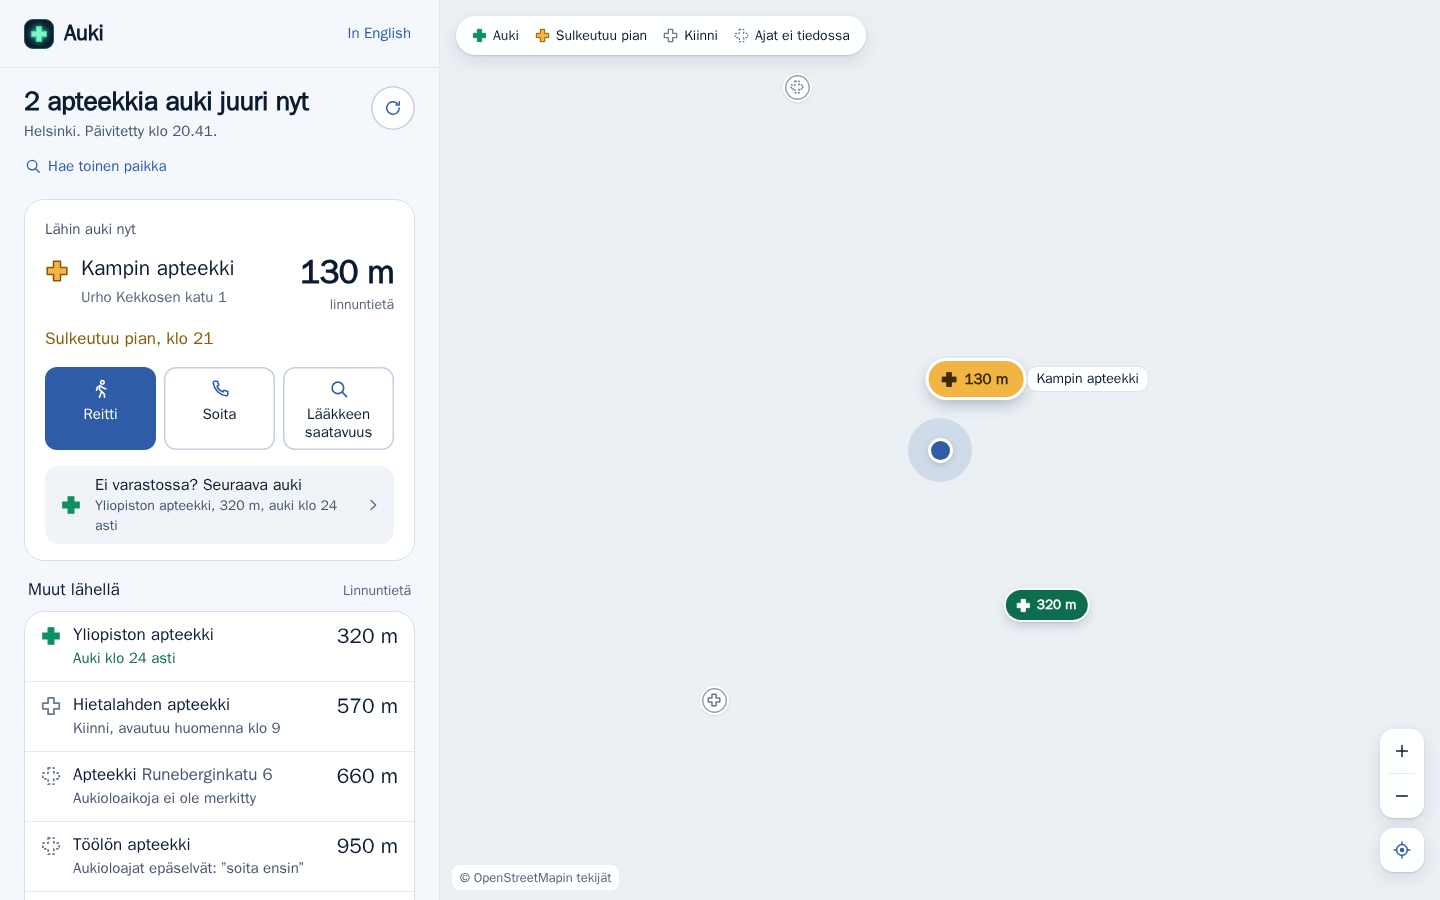 Auki
In English
2 apteekkia auki juuri nyt
Helsinki. Päivitetty klo 20.41.
Hae toinen paikka
Lähin auki nyt
Kampin apteekki
130 m
Urho Kekkosen katu 1
linnuntietä
Sulkeutuu pian, klo 21
Reitti
Soita
Lääkkeen
saatavuus
Ei varastossa? Seuraava auki
Yliopiston apteekki, 320 m, auki klo 24
asti
Muut lähellä
Linnuntietä
Yliopiston apteekki
320 m
Auki klo 24 asti
Hietalahden apteekki
570 m
Kiinni, avautuu huomenna klo 9
Apteekki Runeberginkatu 6
660 m
Aukioloaikoja ei ole merkitty
Töölön apteekki
950 m
Aukioloajat epäselvät: ”soita ensin”
Auki
Sulkeutuu pian
Kiinni
Ajat ei tiedossa
130 m
Kampin apteekki
320 m
© OpenStreetMapin tekijät